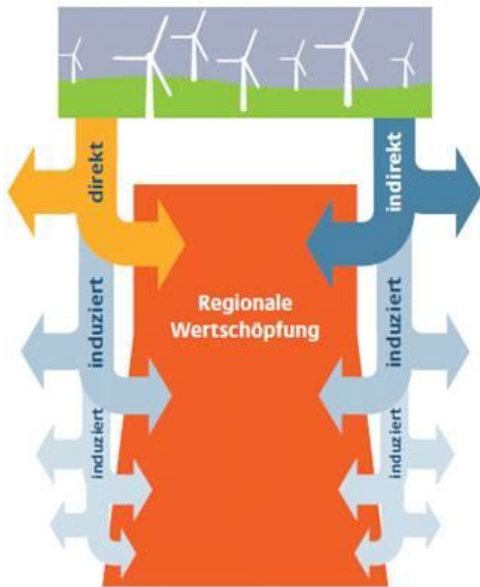 direkt
indirekt
Regionale
Wertschöpfung
induziert
induziert
induziert
induziert